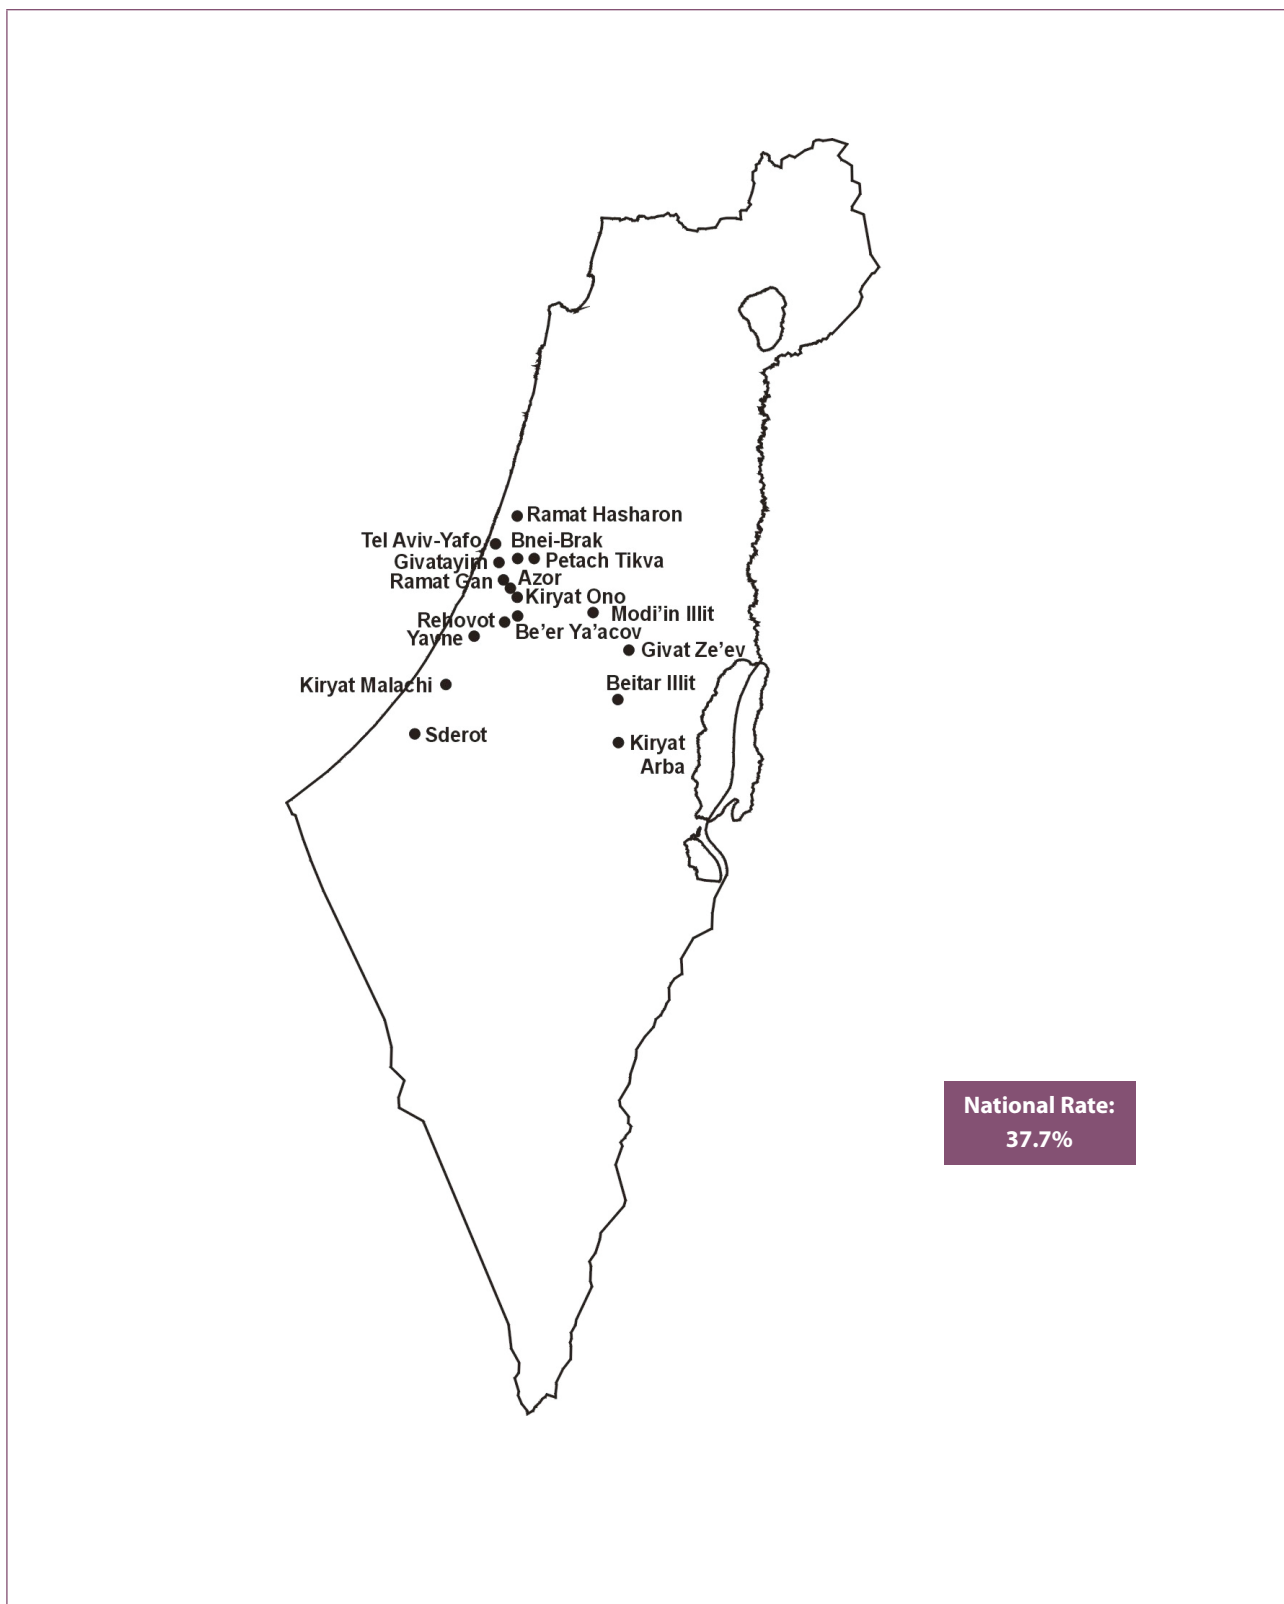 Ramat Hasharon
Tel Aviv-Yafo
Bnei-Brak
Givatayim
Petach Tikva
Ramat Gan
Azor
Kiryat Ono
Modi’in Illit
Rehovot
Be’er Ya’acov
Yavne
Givat Ze’ev
Kiryat Malachi
Beitar Illit
Sderot
Kiryat
Arba
National Rate:
37.7%